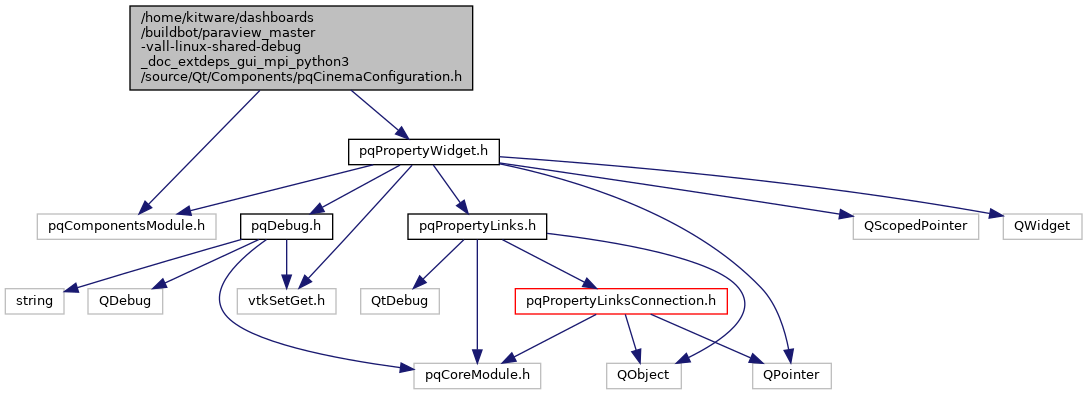 /home/kitware/dashboards
/buildbot/paraview_master
-vall-linux-shared-debug
_doc_extdeps_gui_mpi_python3
/source/Qt/Components/pqCinemaConfiguration.h
pqPropertyWidget.h
pqComponentsModule.h
pqDebug.h
pqPropertyLinks.h
QScopedPointer
QWidget
string
QDebug
vtkSetGet.h
QtDebug
pqPropertyLinksConnection.h
pqCoreModule.h
QObject
QPointer